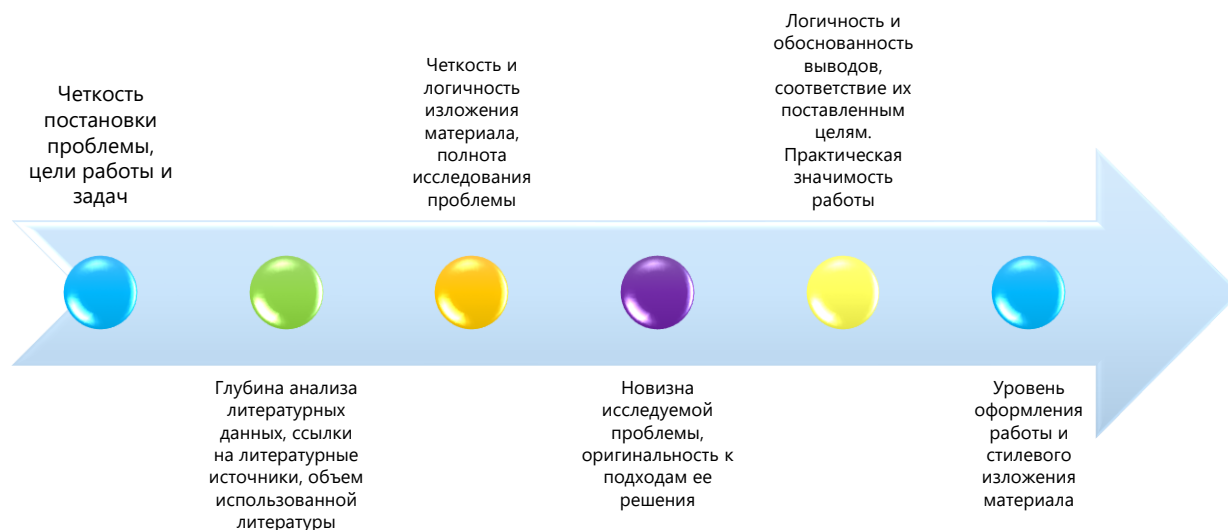 Четкость
постановки
проблемы,
цели работы и
задач
Глубина анализа
литературных
данных, ссылки
на литературные
источники, объем
использованной
литературы
Четкость и
логичность
изложения
материала,
полнота
исследования
проблемы
Новизна
исследуемой
проблемы,
оригинальность к
подходам ее
решения
Логичность и
обоснованность
выводов,
соответствие их
поставленным
целям.
Практическая
значимость
работы
Уровень
оформления
работы и
стилевого
изложения
материала